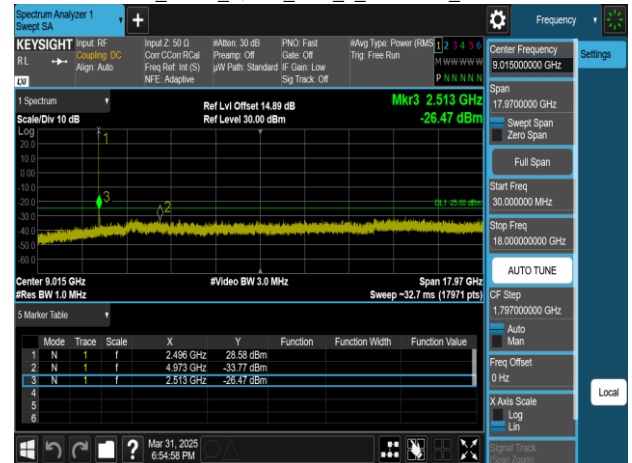 Spectrum Analyzer 1
Swept SA
+
Frequency
KEYSIGHT
RL
LXI
Input: RF
Coupling: DC
Align: Auto
Input Z: 50 Ω
Corr CCorr RCal
Freq Ref: Int (S)
NFE: Adaptive
#Atten: 30 dB
Preamp: Off
µW Path: Standard
PNO: Fast
Gate: Off
IF Gain: Low
Sig Track: Off
#Avg Type: Power (RMS
Trig: Free Run
1 2 3 4 5 6
M W W W W W
P N N N N N
1 Spectrum
Scale/Div 10 dB
Ref Lvl Offset 14.89 dB
Ref Level 30.00 dBm
Mkr3 2.513 GHz
-26.47 dBm
Log
20.0
10.0
0.00
-10.0
-20.0
-30.0
-40.0
-50.0
-60.0
1
3
2
DL1 -25.00 dBm
Center 9.015 GHz
#Res BW 1.0 MHz
#Video BW 3.0 MHz
Span 17.97 GHz
Sweep ~32.7 ms (17971 pts)
5 Marker Table
Mode Trace Scale X Y Function Function Width Function Value
1 N 1 f 2.496 GHz 28.58 dBm
2 N 1 f 4.973 GHz -33.77 dBm
3 N 1 f 2.513 GHz -26.47 dBm
4
5
6
?
Mar 31, 2025
6:54:58 PM
Center Frequency
9.015000000 GHz
Settings
Span
17.9700000 GHz
Swept Span
Zero Span
Full Span
Start Freq
30.000000 MHz
Stop Freq
18.000000000 GHz
AUTO TUNE
CF Step
1.797000000 GHz
Auto
Man
Freq Offset
0 Hz
X Axis Scale
Log
Lin
Local
Signal Track
(Span Zoom)